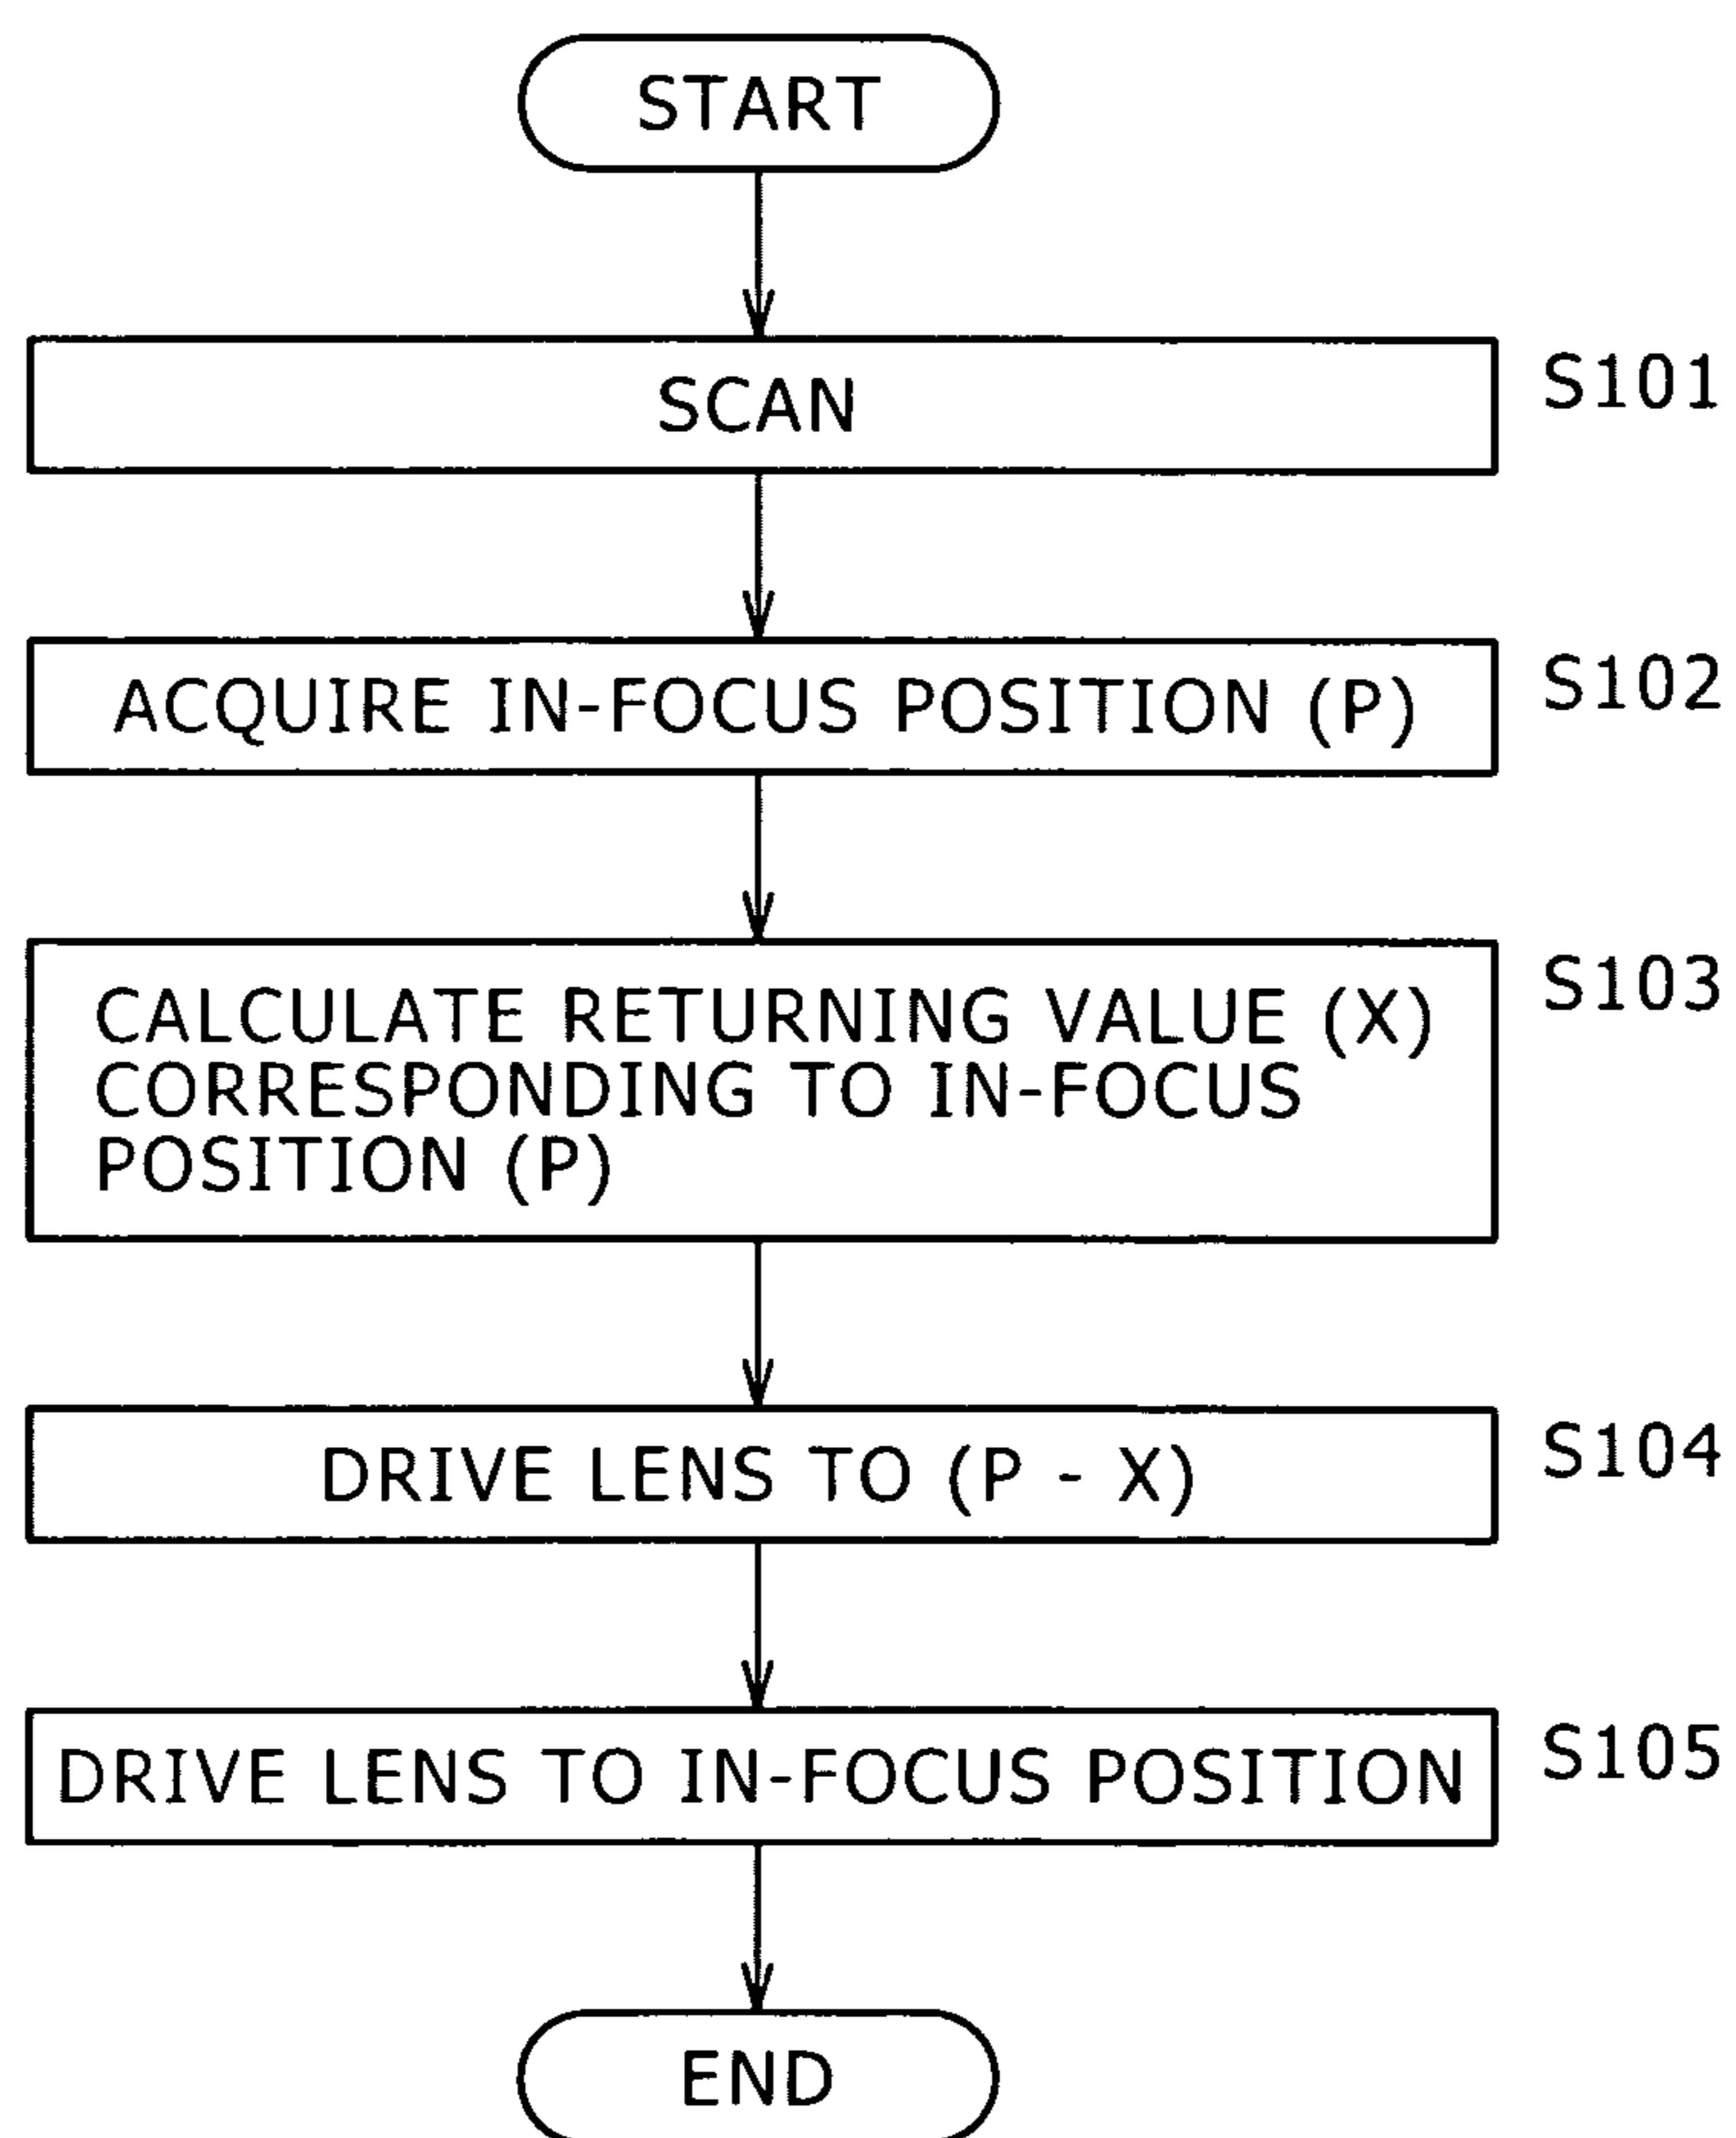 START
SCAN
S101
ACQUIRE IN-FOCUS POSITION (P)
S102
CALCULATE RETURNING VALUE (X)
CORRESPONDING TO IN-FOCUS
POSITION (P)
S103
DRIVE LENS TO (P - X)
S104
DRIVE LENS TO IN-FOCUS POSITION
S105
END